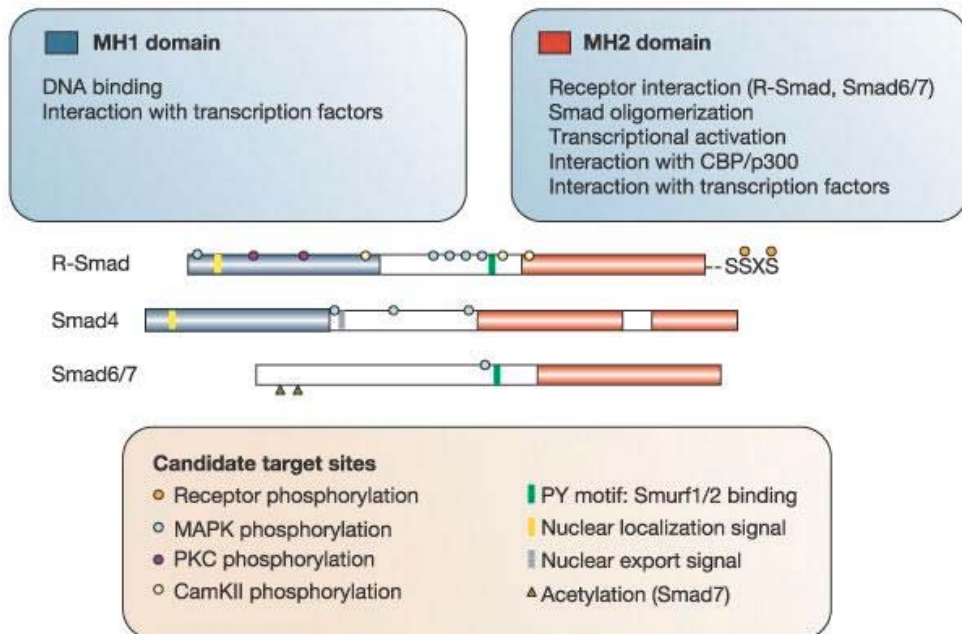 MH1 domain
DNA binding
Interaction with transcription factors
MH2 domain
Receptor interaction (R-Smad, Smad6/7)
Smad oligomerization
Transcriptional activation
Interaction with CBP/p300
Interaction with transcription factors
R-Smad
SSXS
Smad4
Smad6/7
Candidate target sites
Receptor phosphorylation
MAPK phosphorylation
PKC phosphorylation
CamKII phosphorylation
PY motif: Smurf1/2 binding
Nuclear localization signal
Nuclear export signal
Acetylation (Smad7)